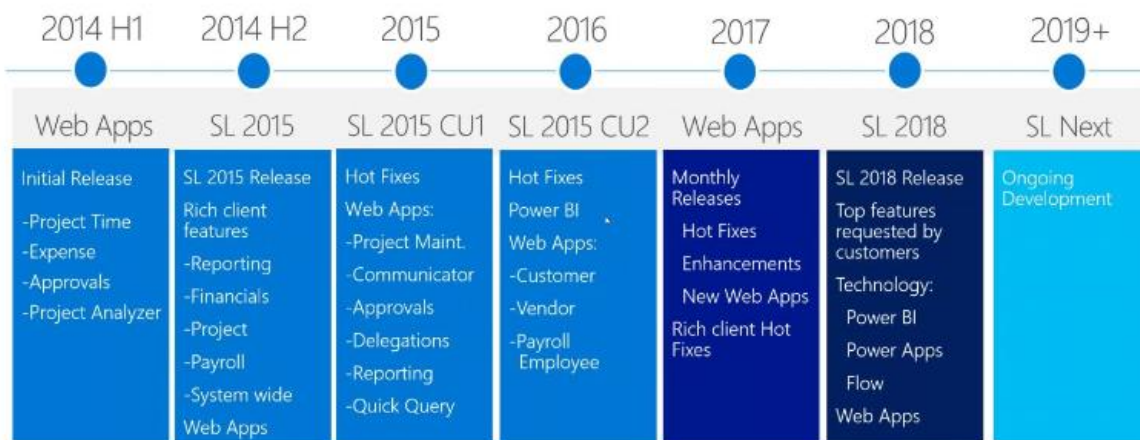 2014 H1
2014 H2
2015
2016
2017
2018
2019+
Web Apps
SL 2015
SL 2015 CU1
SL 2015 CU2
Web Apps
SL 2018
SL Next
Initial Release
-Project Time
-Expense
-Approvals
-Project Analyzer
SL 2015 Release
Rich client
features
-Reporting
-Financials
-Project
-Payroll
-System wide
Web Apps
Hot Fixes
Web Apps:
-Project Maint.
-Communicator
-Approvals
-Delegations
-Reporting
-Quick Query
Hot Fixes
Power BI
Web Apps:
-Customer
-Vendor
-Payroll
Employee
Monthly
Releases
Hot Fixes
Enhancements
New Web Apps
Rich client Hot
Fixes
SL 2018 Release
Top features
requested by
customers
Technology:
Power BI
Power Apps
Flow
Web Apps
Ongoing
Development